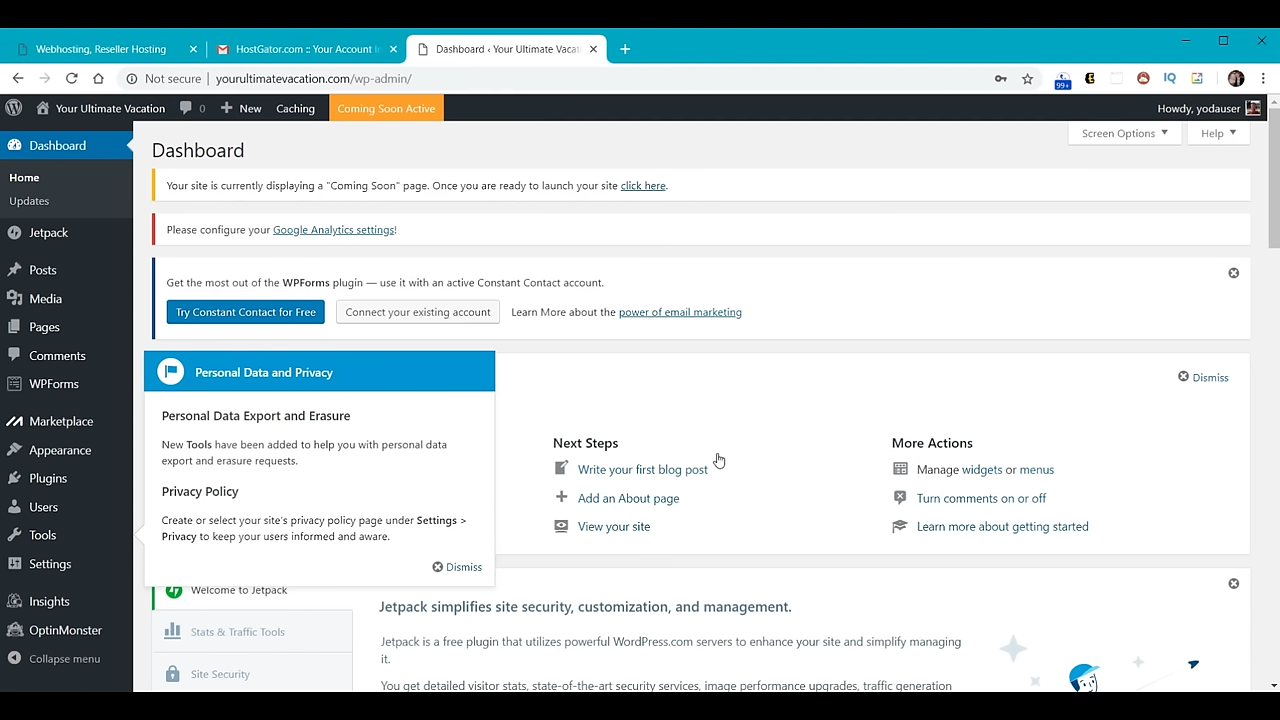 Webhosting, Reseller Hosting
HostGator.com :: Your Account I
Dashboard ‹ Your Ultimate Vacat
Not secure
yourultimatevacation.com/wp-admin/
99+
IQ
Your Ultimate Vacation
0
New
Caching
Coming Soon Active
Howdy, yodauser
Dashboard
Home
Updates
Jetpack
Posts
Media
Pages
Comments
WPForms
Marketplace
Appearance
Plugins
Users
Tools
Settings
Insights
OptinMonster
Collapse menu
Screen Options
Help
Dashboard
Your site is currently displaying a "Coming Soon" page. Once you are ready to launch your site click here.
Please configure your Google Analytics settings!
Get the most out of the WPForms plugin — use it with an active Constant Contact account.
Try Constant Contact for Free
Connect your existing account
Learn More about the power of email marketing
Personal Data and Privacy
Personal Data Export and Erasure
New Tools have been added to help you with personal data
export and erasure requests.
Privacy Policy
Create or select your site's privacy policy page under Settings >
Privacy to keep your users informed and aware.
Dismiss
Dismiss
Next Steps
Write your first blog post
Add an About page
View your site
More Actions
Manage widgets or menus
Turn comments on or off
Learn more about getting started
Welcome to Jetpack
Stats & Traffic Tools
Site Security
Jetpack simplifies site security, customization, and management.
Jetpack is a free plugin that utilizes powerful WordPress.com servers to enhance your site and simplify managing
it.
You get detailed visitor stats, state-of-the-art security services, image performance upgrades, traffic generation